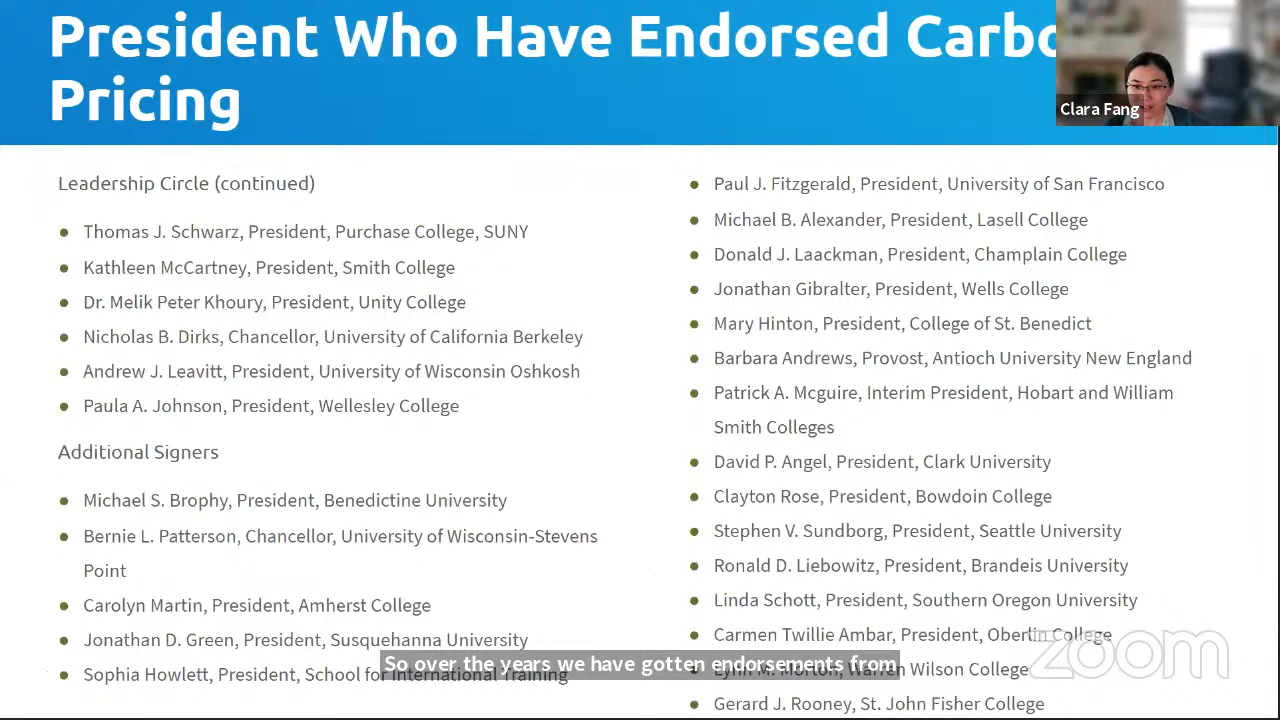 President Who Have Endorsed Carbo
Pricing
Clara Fang
Leadership Circle (continued)
Thomas J. Schwarz, President, Purchase College, SUNY
Kathleen McCartney, President, Smith College
Dr. Melik Peter Khoury, President, Unity College
Nicholas B. Dirks, Chancellor, University of California Berkeley
Andrew J. Leavitt, President, University of Wisconsin Oshkosh
Paula A. Johnson, President, Wellesley College
Additional Signers
Michael S. Brophy, President, Benedictine University
Bernie L. Patterson, Chancellor, University of Wisconsin-Stevens
Point
Carolyn Martin, President, Amherst College
Jonathan D. Green, President, Susquehanna University
Sophia Howlett, President, School for International Training
Paul J. Fitzgerald, President, University of San Francisco
Michael B. Alexander, President, Lasell College
Donald J. Laackman, President, Champlain College
Jonathan Gibralter, President, Wells College
Mary Hinton, President, College of St. Benedict
Barbara Andrews, Provost, Antioch University New England
Patrick A. Mcguire, Interim President, Hobart and William
Smith Colleges
David P. Angel, President, Clark University
Clayton Rose, President, Bowdoin College
Stephen V. Sundborg, President, Seattle University
Ronald D. Liebowitz, President, Brandeis University
Linda Schott, President, Southern Oregon University
Carmen Twillie Ambar, President, Oberlin College
Lynn M. Morton, Warren Wilson College
Gerard J. Rooney, St. John Fisher College
So over the years we have gotten endorsements from
zoom